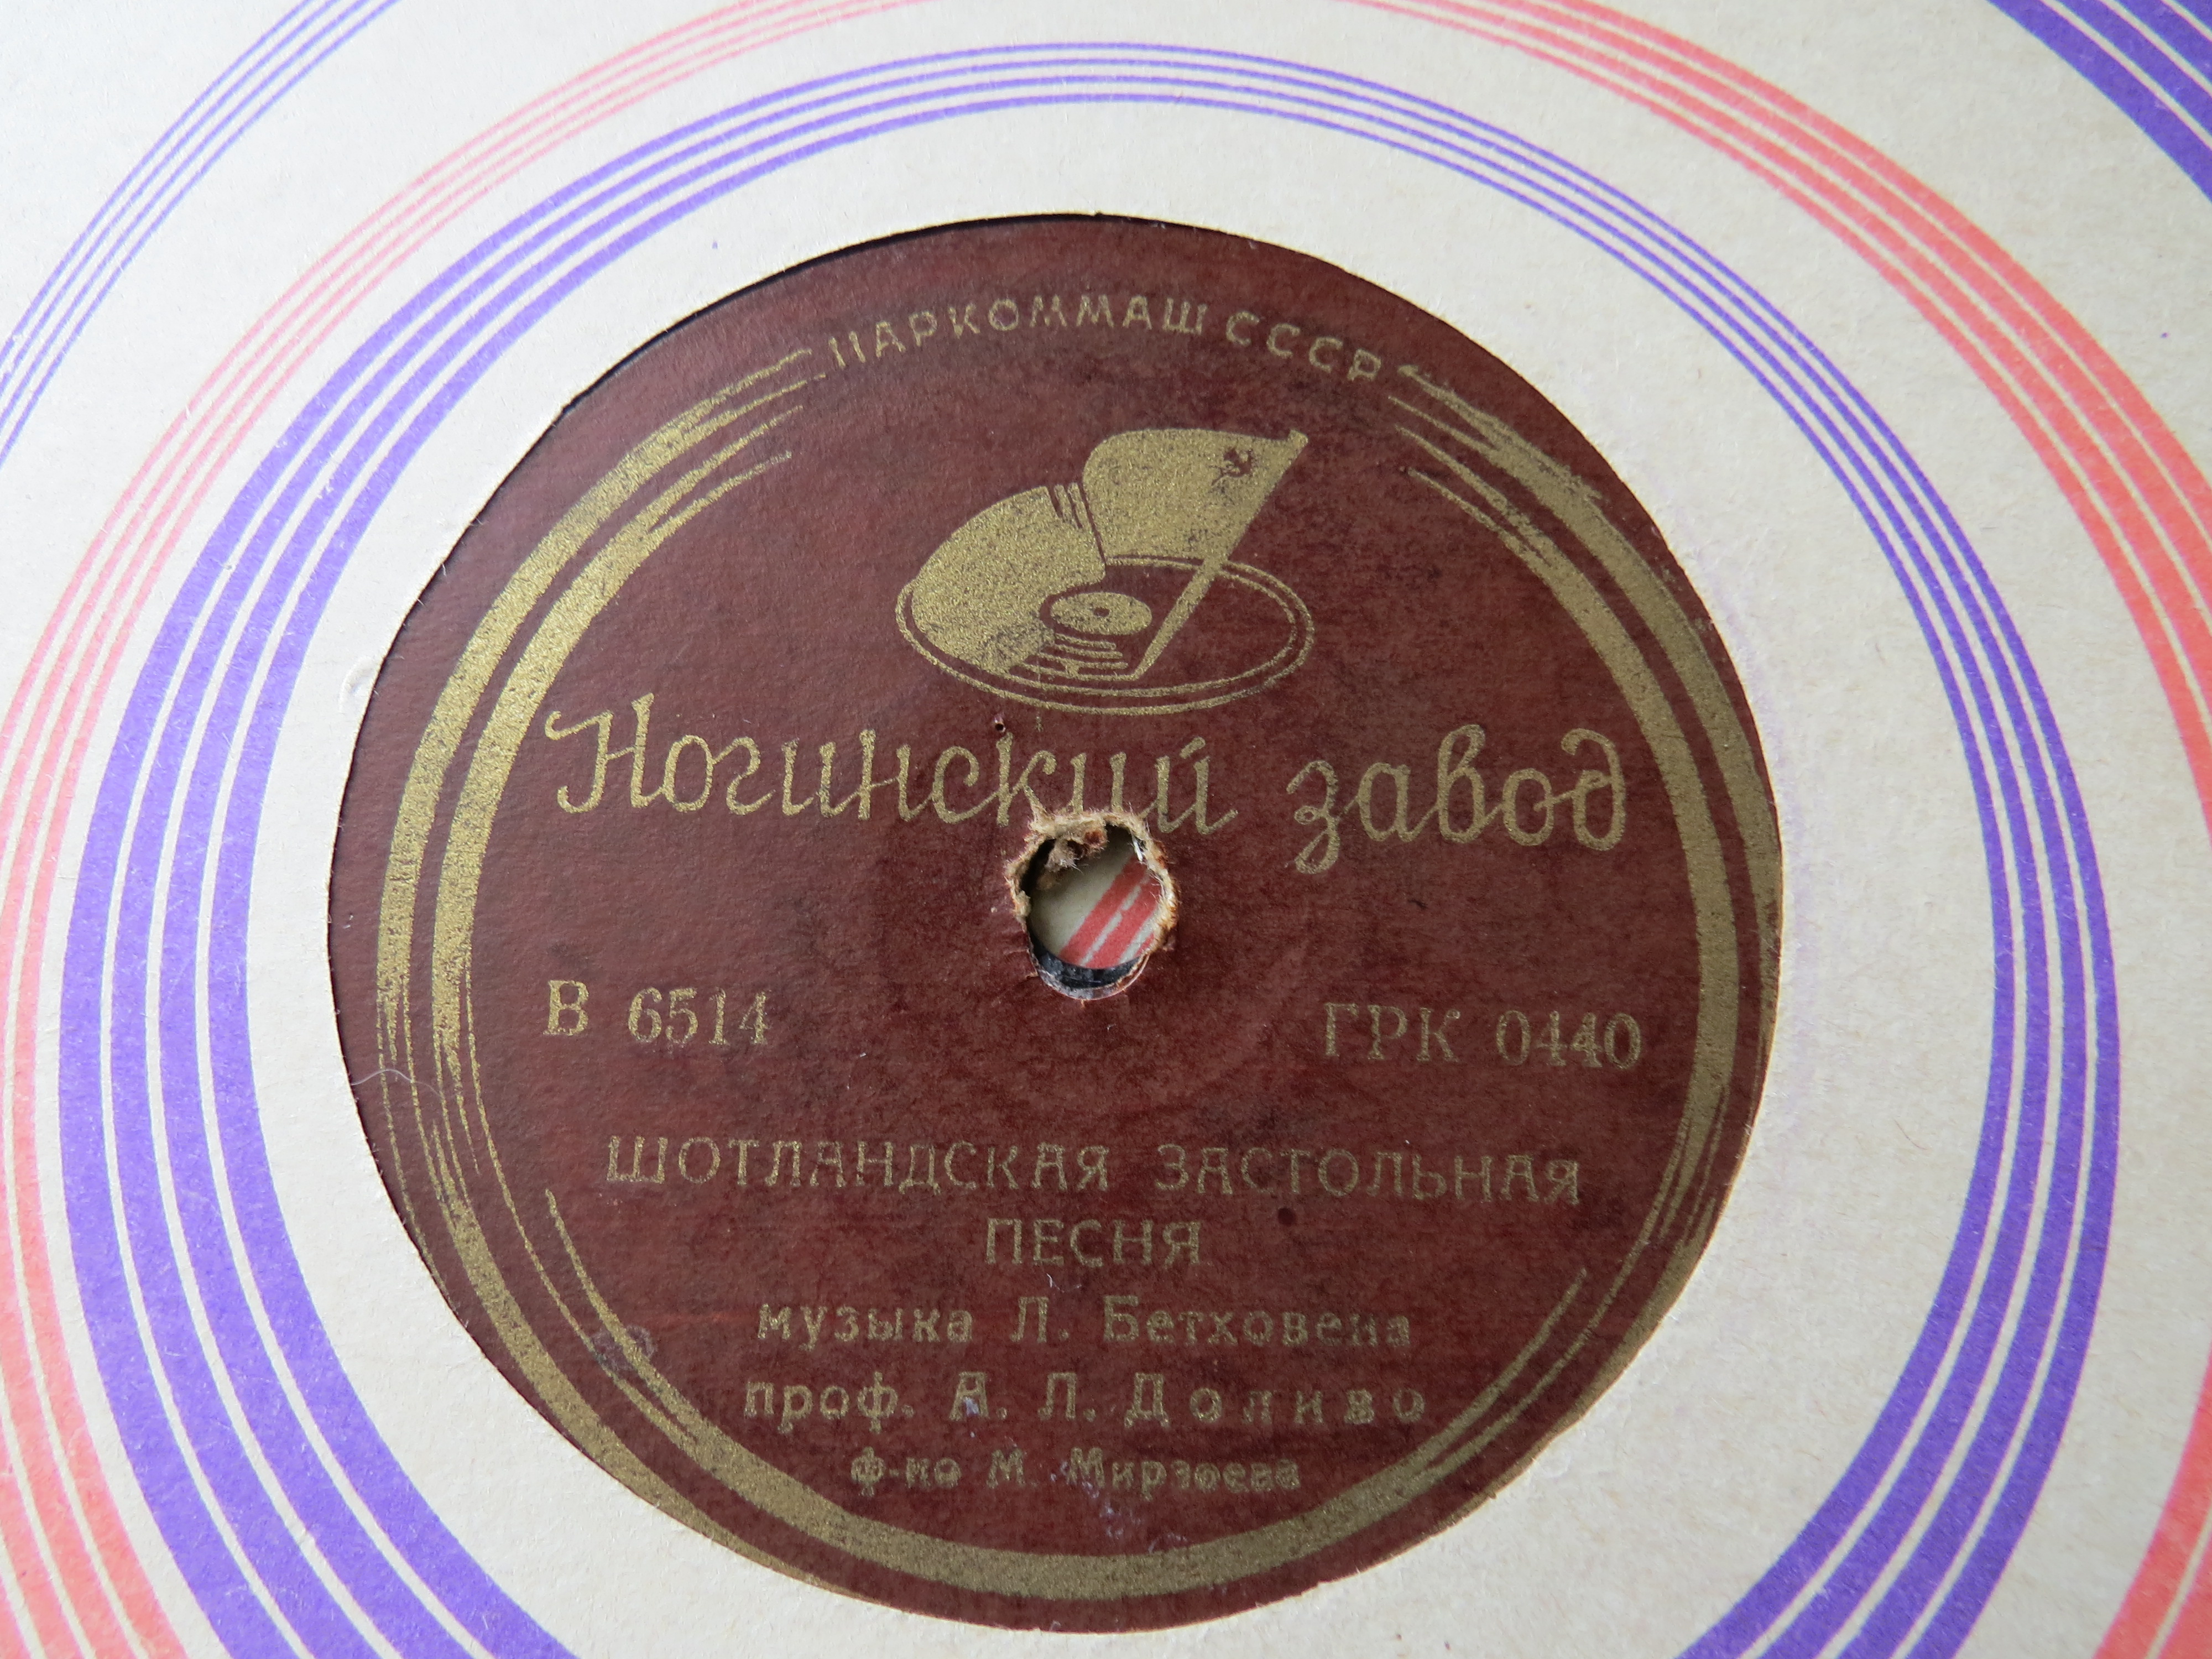 НАРКОММАШ СССР
Ногинский завод
В 6514 ГРК 0440
ШОТЛАНДСКАЯ ЗАСТОЛЬНАЯ
ПЕСНЯ
музыка Л. Бетховена
проф. А. Л. Доливо
ф-но М. Мирзоева